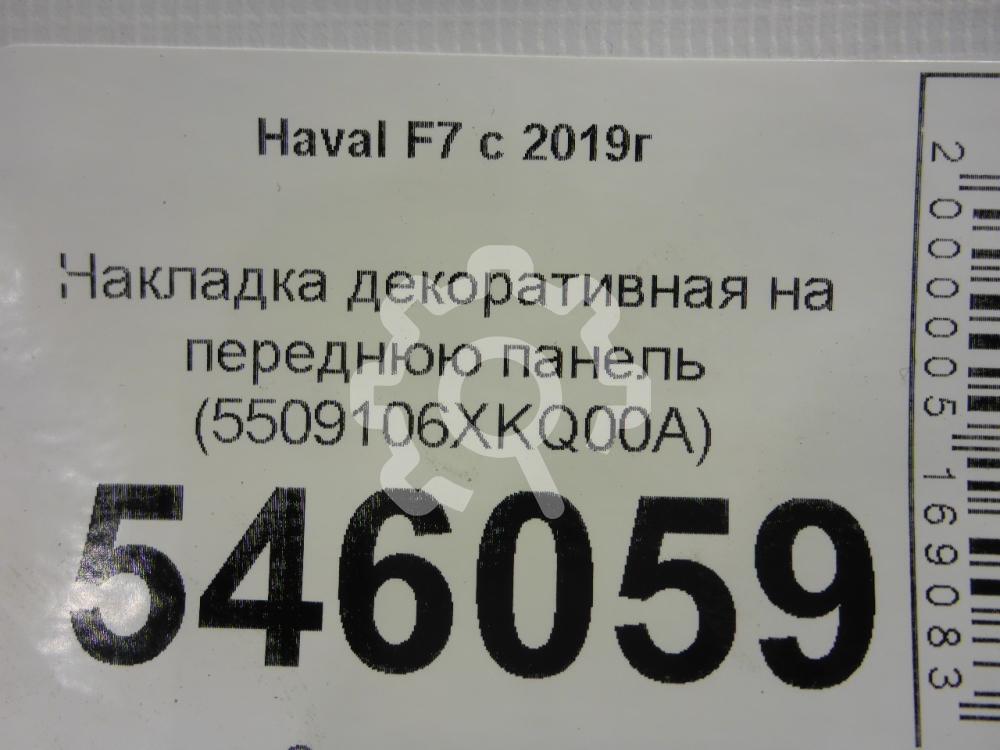 Haval F7 с 2019г
Накладка декоративная на
переднюю панель
(5509106XKQ00A)
546059
2000005169083